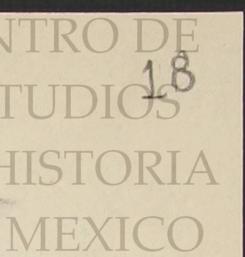 NTRO DE
18
TUDIOS
HISTORIA
MEXICO